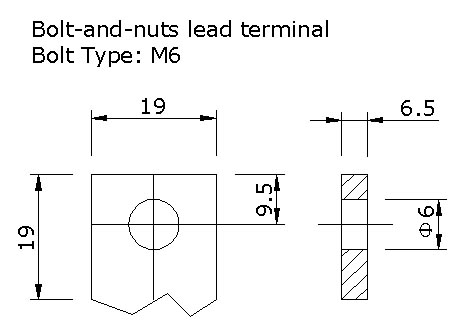 Bolt-and-nuts lead terminal
Bolt Type: M6
19
6.5
9.5
19
Φ6